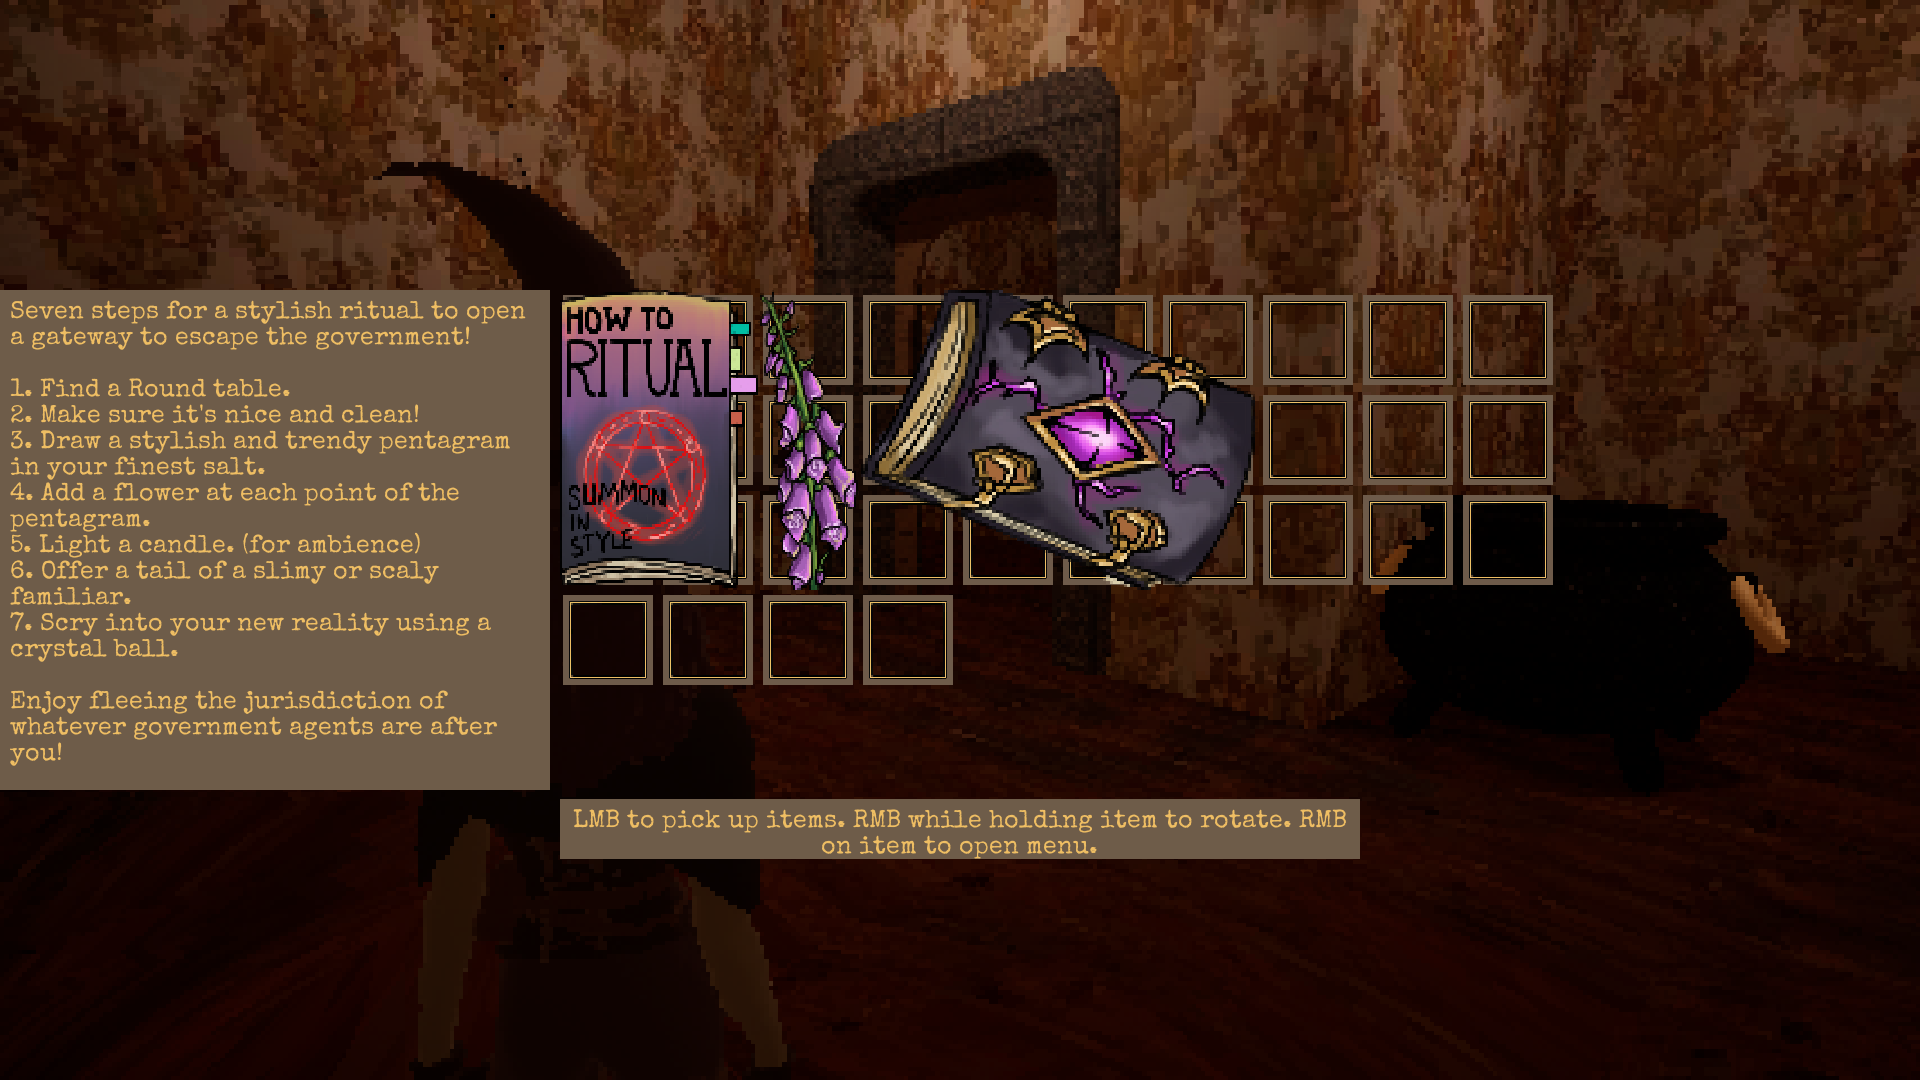 Seven steps for a stylish ritual to open
a gateway to escape the government!
1. Find a Round table.
2. Make sure it's nice and clean!
3. Draw a stylish and trendy pentagram
in your finest salt.
4. Add a flower at each point of the
pentagram.
5. Light a candle. (for ambience)
6. Offer a tail of a slimy or scaly
familiar.
7. Scry into your new reality using a
crystal ball.
Enjoy fleeing the jurisdiction of
whatever government agents are after
you!
HOW TO
RITUAL
SUMMON
IN
STYLE
LMB to pick up items. RMB while holding item to rotate. RMB
on item to open menu.